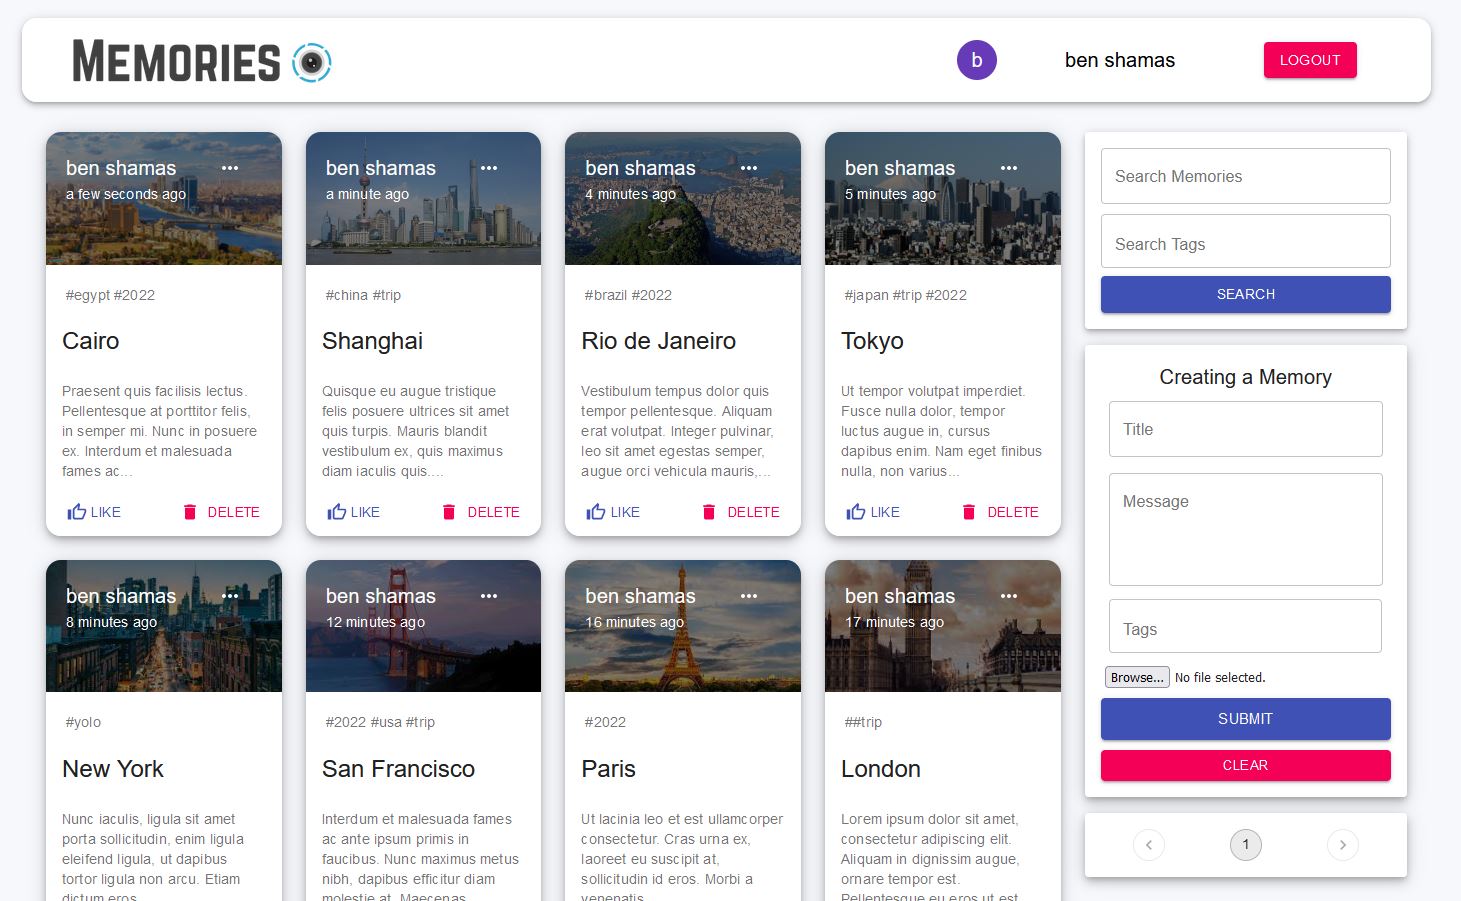 MEMORIES
b
ben shamas
LOGOUT
ben shamas
a few seconds ago
#egypt #2022
Cairo
Praesent quis facilisis lectus.
Pellentesque at porttitor felis,
in semper mi. Nunc in posuere
ex. Interdum et malesuada
fames ac...
LIKE
DELETE
ben shamas
a minute ago
#china #trip
Shanghai
Quisque eu augue tristique
felis posuere ultrices sit amet
quis turpis. Mauris blandit
vestibulum ex, quis maximus
diam iaculis quis....
LIKE
DELETE
ben shamas
4 minutes ago
#brazil #2022
Rio de Janeiro
Vestibulum tempus dolor quis
tempor pellentesque. Aliquam
erat volutpat. Integer pulvinar,
leo sit amet egestas semper,
augue orci vehicula mauris,...
LIKE
DELETE
ben shamas
5 minutes ago
#japan #trip #2022
Tokyo
Ut tempor volutpat imperdiet.
Fusce nulla dolor, tempor
luctus augue in, cursus
dapibus enim. Nam eget finibus
nulla, non varius...
LIKE
DELETE
ben shamas
8 minutes ago
#yolo
New York
Nunc iaculis, ligula sit amet
porta sollicitudin, enim ligula
eleifend ligula, ut dapibus
tortor ligula non arcu. Etiam
dictum eros
ben shamas
12 minutes ago
#2022 #usa #trip
San Francisco
Interdum et malesuada fames
ac ante ipsum primis in
faucibus. Nunc maximus metus
nibh, dapibus efficitur diam
molestie at. Maecenas
ben shamas
16 minutes ago
#2022
Paris
Ut lacinia leo et est ullamcorper
consectetur. Cras urna ex,
laoreet eu suscipit at,
sollicitudin id eros. Morbi a
venenatis
ben shamas
17 minutes ago
##trip
London
Lorem ipsum dolor sit amet,
consectetur adipiscing elit.
Aliquam in dignissim augue,
ornare tempor est.
Pellentesque eu eros ut est
Search Memories
Search Tags
SEARCH
Creating a Memory
Title
Message
Tags
Browse... No file selected.
SUBMIT
CLEAR
1